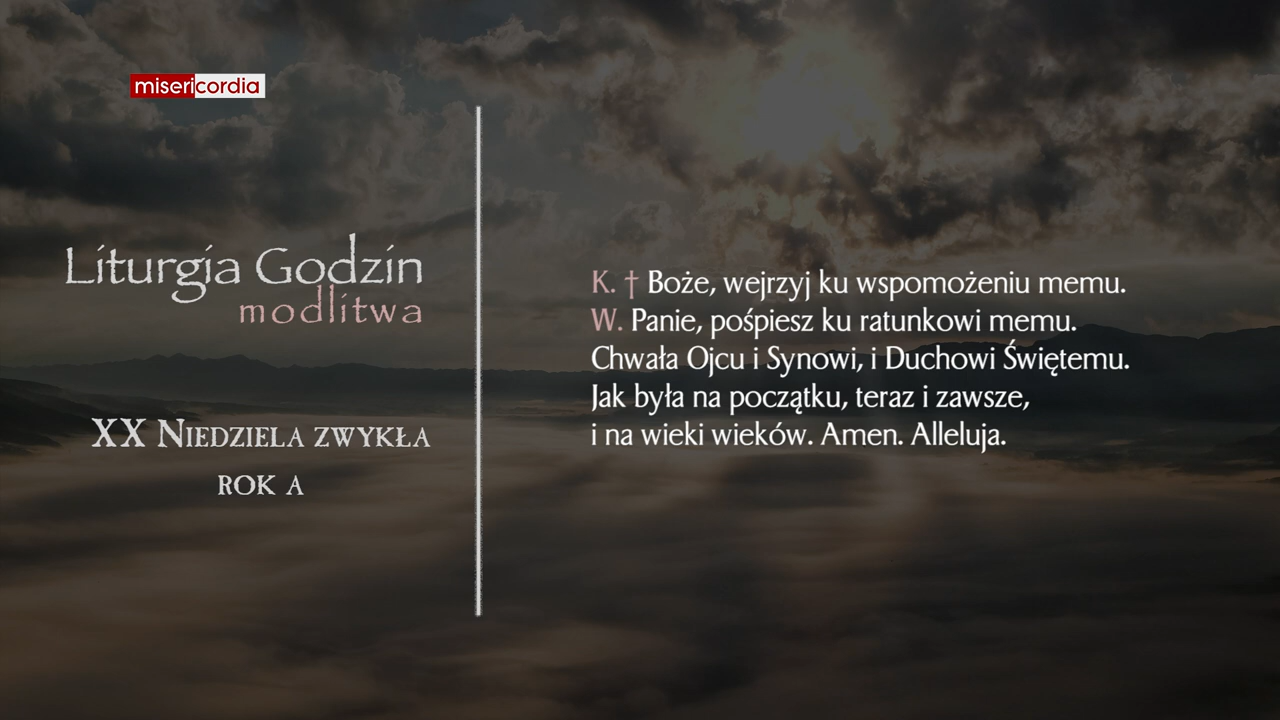 misericordia
Liturgia Godzin
modlitwa
XX Niedziela zwykła
rok A
K. † Boże, wejrzyj ku wspomożeniu memu.
W. Panie, pośpiesz ku ratunkowi memu.
Chwała Ojcu i Synowi, i Duchowi Świętemu.
Jak była na początku, teraz i zawsze,
i na wieki wieków. Amen. Alleluja.